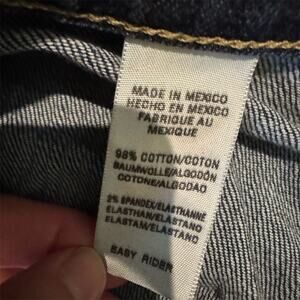 MADE IN MEXICO
HECHO EN MEXICO
FABRIQUE AU
MEXIQUE
98% COTTON/COTON
BAUMWOLLE/ALGODÓN
COTONE/ALGODAO
2% SPANDEX/ELASTHANNE
ELASTHAN/ELASTANO
ELASTAM/ELASTANO
EASY RIDER